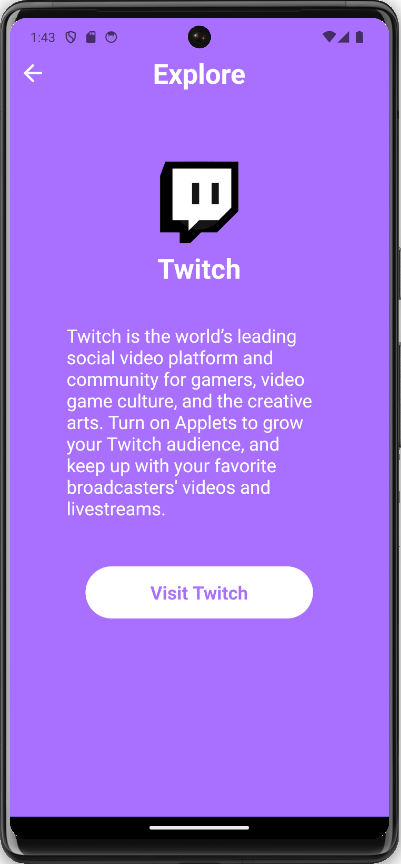 1:43
Explore
Twitch
Twitch is the world’s leading
social video platform and
community for gamers, video
game culture, and the creative
arts. Turn on Applets to grow
your Twitch audience, and
keep up with your favorite
broadcasters' videos and
livestreams.
Visit Twitch